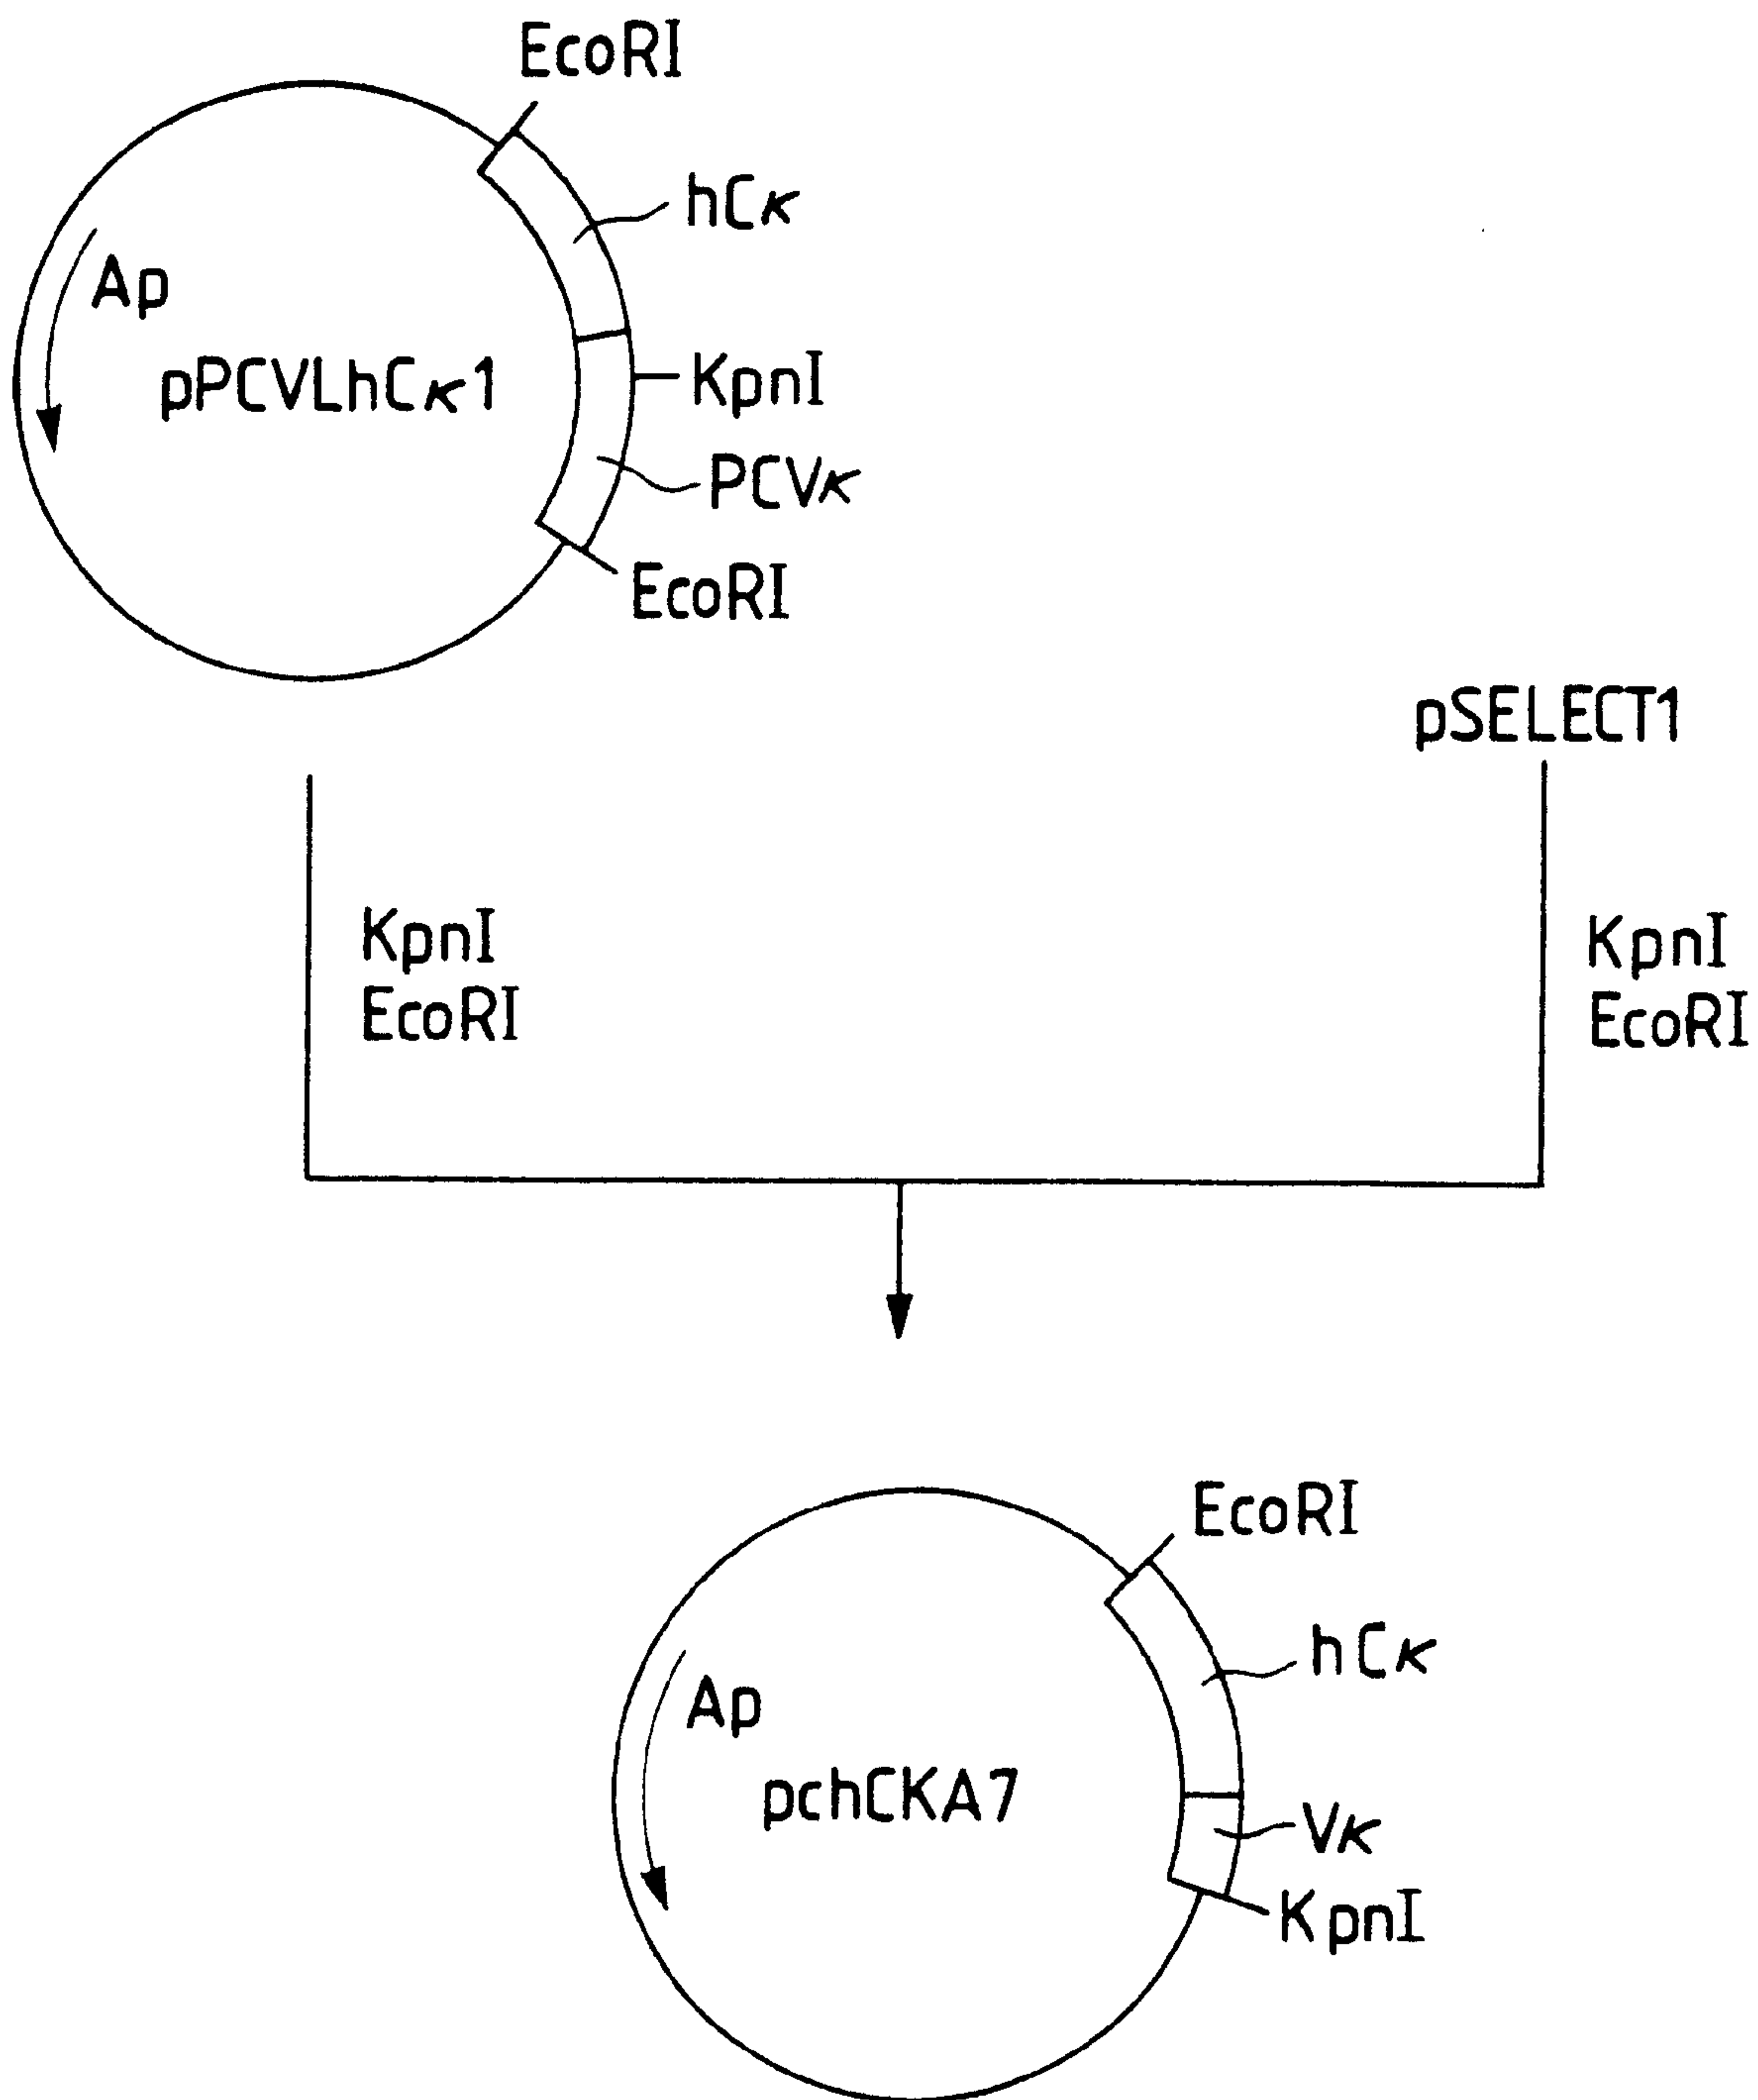 EcoRI
hCκ
Ap
pPCVLhCκ1
KpnI
PCVκ
EcoRI
pSELECT1
KpnI
EcoRI
KpnI
EcoRI
EcoRI
hCκ
Ap
pchCKA7
Vκ
KpnI